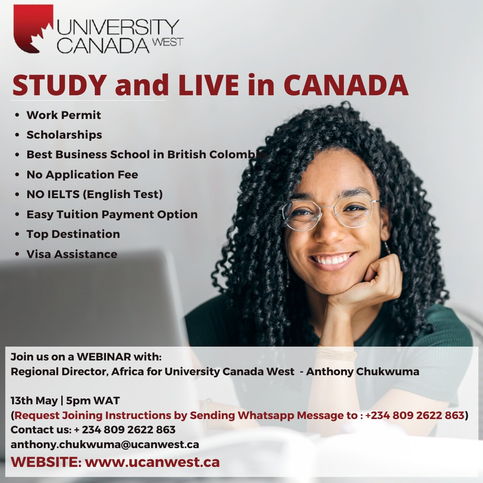 UNIVERSITY
CANADA WEST
STUDY and LIVE in CANADA
• Work Permit
• Scholarships
• Best Business School in British Colombi
• No Application Fee
• NO IELTS (English Test)
• Easy Tuition Payment Option
• Top Destination
• Visa Assistance
Join us on a WEBINAR with:
Regional Director, Africa for University Canada West - Anthony Chukwuma
13th May | 5pm WAT
(Request Joining Instructions by Sending Whatsapp Message to : +234 809 2622 863)
Contact us: + 234 809 2622 863
anthony.chukwuma@ucanwest.ca
WEBSITE: www.ucanwest.ca